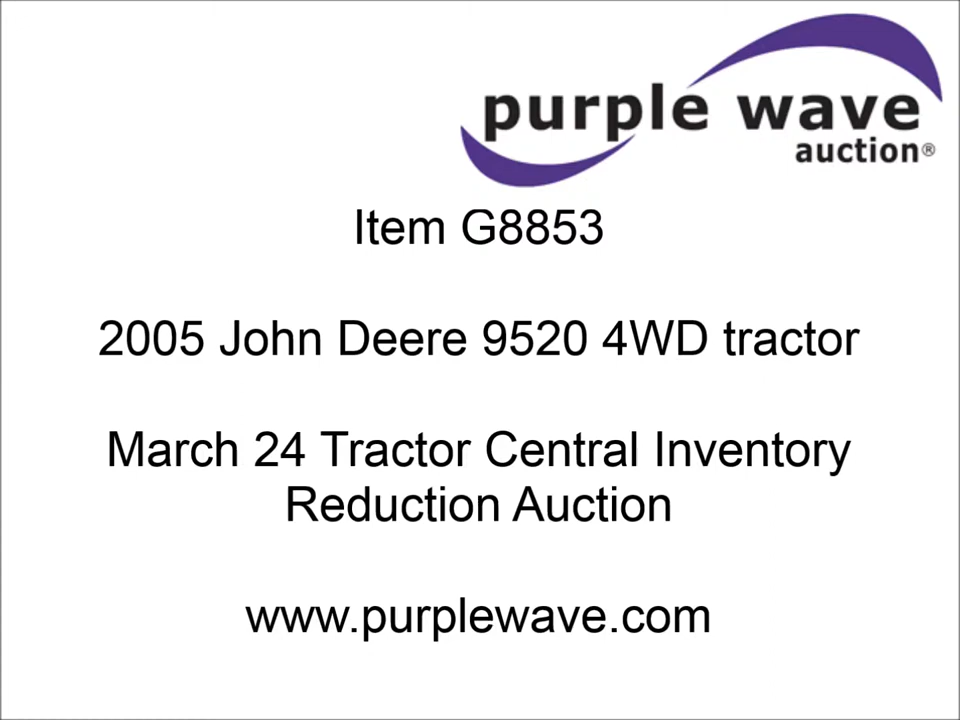 purple wave
auction®
Item G8853
2005 John Deere 9520 4WD tractor
March 24 Tractor Central Inventory
Reduction Auction
www.purplewave.com